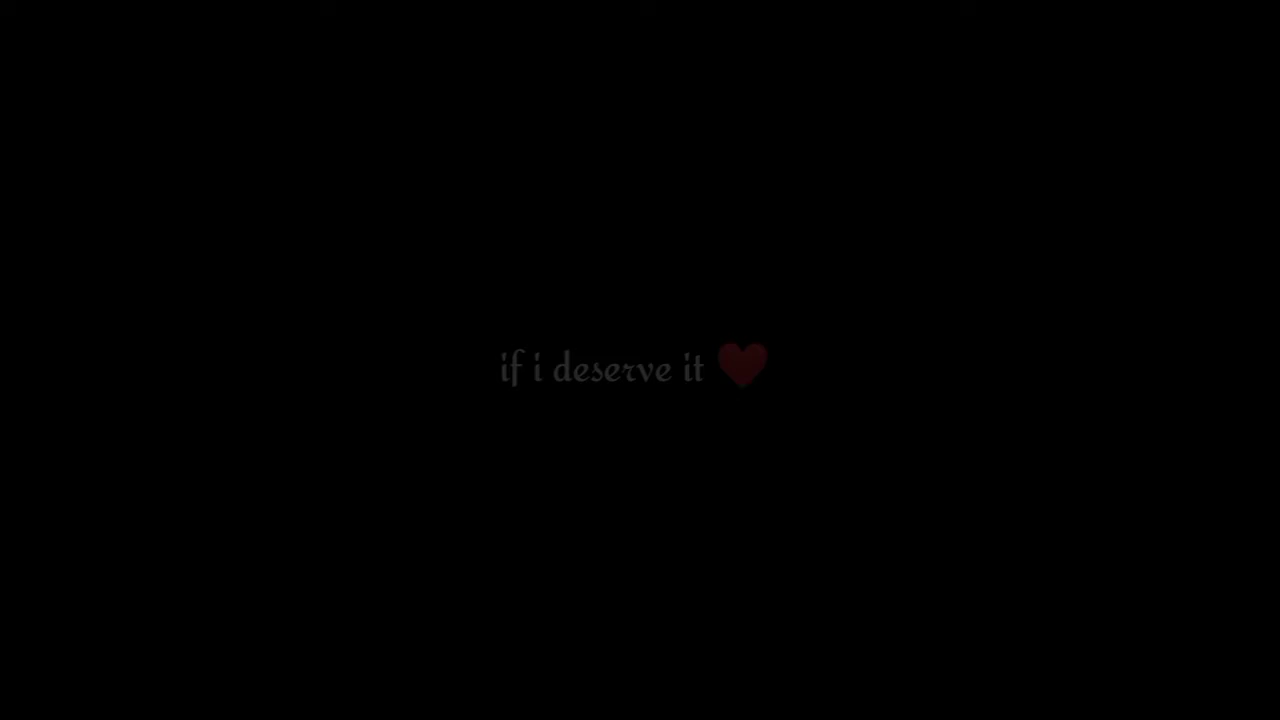 if i deserve it ❤️